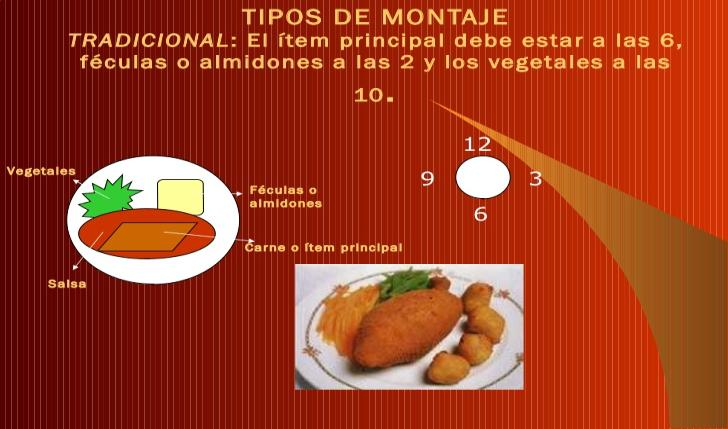 TIPOS DE MONTAJE
TRADICIONAL: El ítem principal debe estar a las 6,
féculas o almidones a las 2 y los vegetales a las
10.
Vegetales
Féculas o
almidones
Carne o ítem principal
Salsa
12
9
3
6